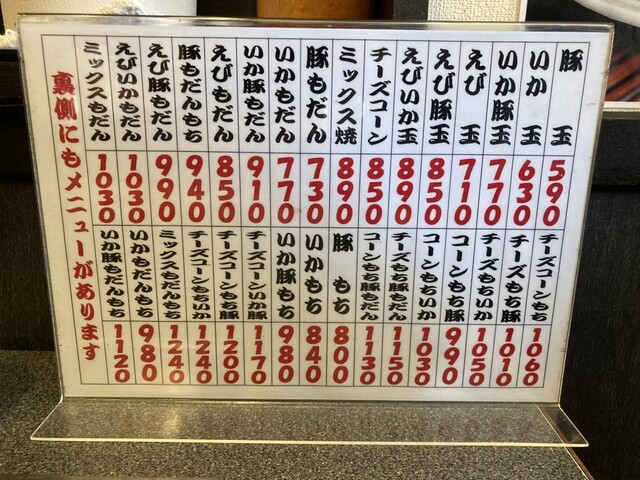 豚玉 590
いか玉 630
いか豚玉 770
えび玉 710
えび豚玉 850
えびいか玉 890
チーズコーン 850
ミックス焼 890
豚もだん 730
いかもだん 770
いか豚もだん 910
えびもだん 850
豚もだんもち 940
えび豚もだん 990
えびいかもだん 1030
ミックスもだん 1030
チーズコーンもち 1060
チーズもち豚 1010
チーズもちいか 1050
コーンもち豚 990
コーンもちいか 1030
チーズもち豚もだん 1150
コーンもち豚もだん 1130
豚もち 800
いかもち 840
いか豚もち 980
チーズコーンいか豚 1170
チーズコーンもち豚 1200
チーズコーンもちいか 1240
ミックスもだんもち 1240
いかもだんもち 980
いか豚もだんもち 1120
裏側にもメニューがあります